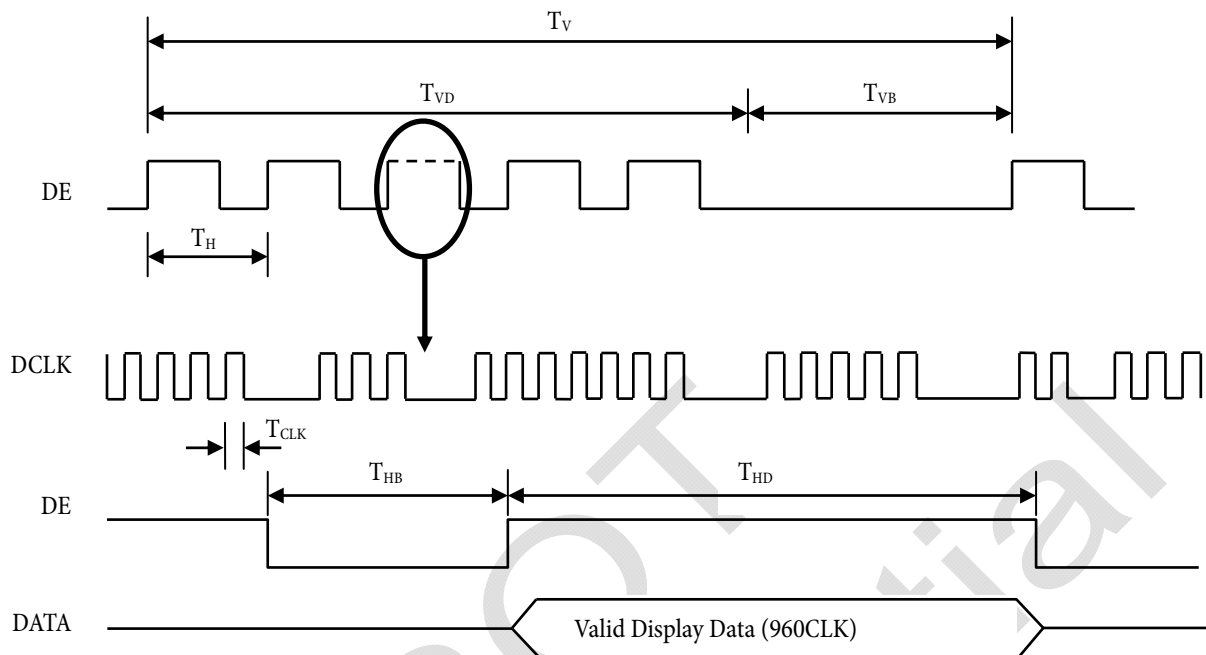 TV
TVD
TVB
DE
TH
DCLK
TCLK
THB
THD
DE
DATA
Valid Display Data (960CLK)